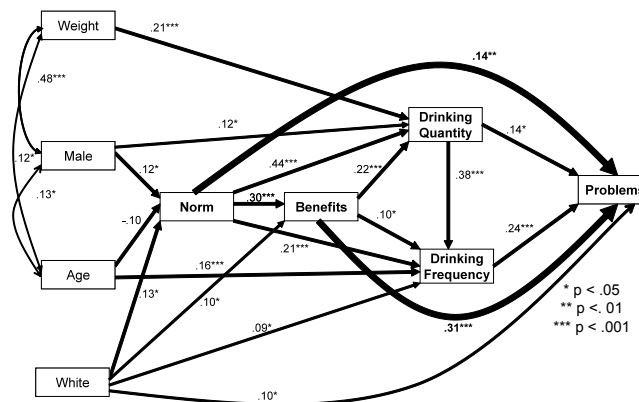 Weight
.21***
.14**
.48***
Drinking
Quantity
.12*
.14*
Male
.12*
.12*
.44***
.22***
.38***
.13*
Norm
.30***
Benefits
Problems
-.10
.10*
.21***
.24***
Age
.16***
Drinking
Frequency
.13*
.10*
* p < .05
** p <. 01
*** p < .001
.09*
.31***
White
.10*